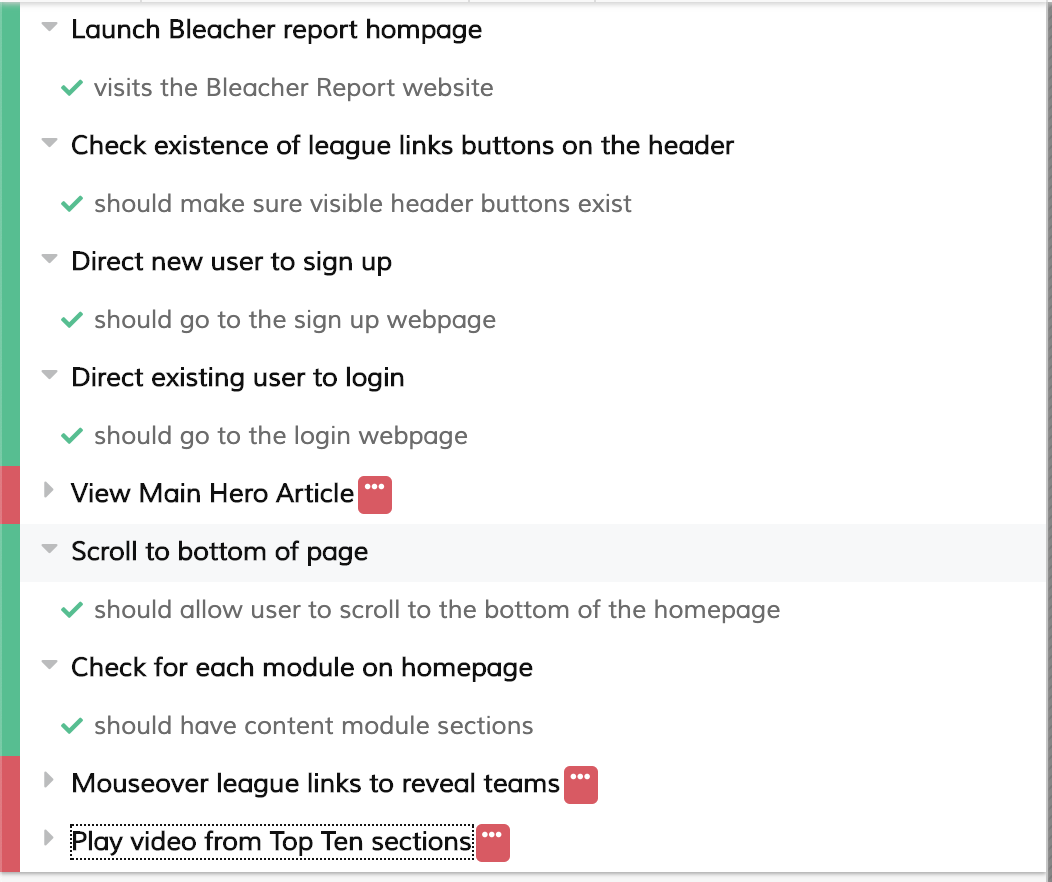 Launch Bleacher report hompage
visits the Bleacher Report website
Check existence of league links buttons on the header
should make sure visible header buttons exist
Direct new user to sign up
should go to the sign up webpage
Direct existing user to login
should go to the login webpage
View Main Hero Article
Scroll to bottom of page
should allow user to scroll to the bottom of the homepage
Check for each module on homepage
should have content module sections
Mouseover league links to reveal teams
Play video from Top Ten sections